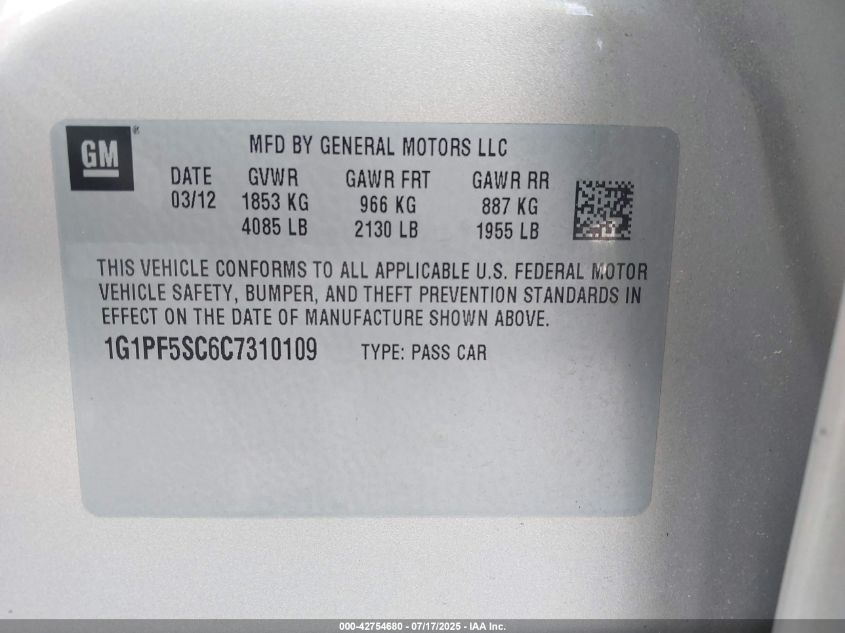 GM®
MFD BY GENERAL MOTORS LLC
DATE GVWR GAWR FRT GAWR RR
03/12 1853 KG 966 KG 887 KG
4085 LB 2130 LB 1955 LB
THIS VEHICLE CONFORMS TO ALL APPLICABLE U.S. FEDERAL MOTOR
VEHICLE SAFETY, BUMPER, AND THEFT PREVENTION STANDARDS IN
EFFECT ON THE DATE OF MANUFACTURE SHOWN ABOVE.
1G1PF5SC6C7310109 TYPE: PASS CAR
000-42754680 - 07/17/2025 - IAA Inc.